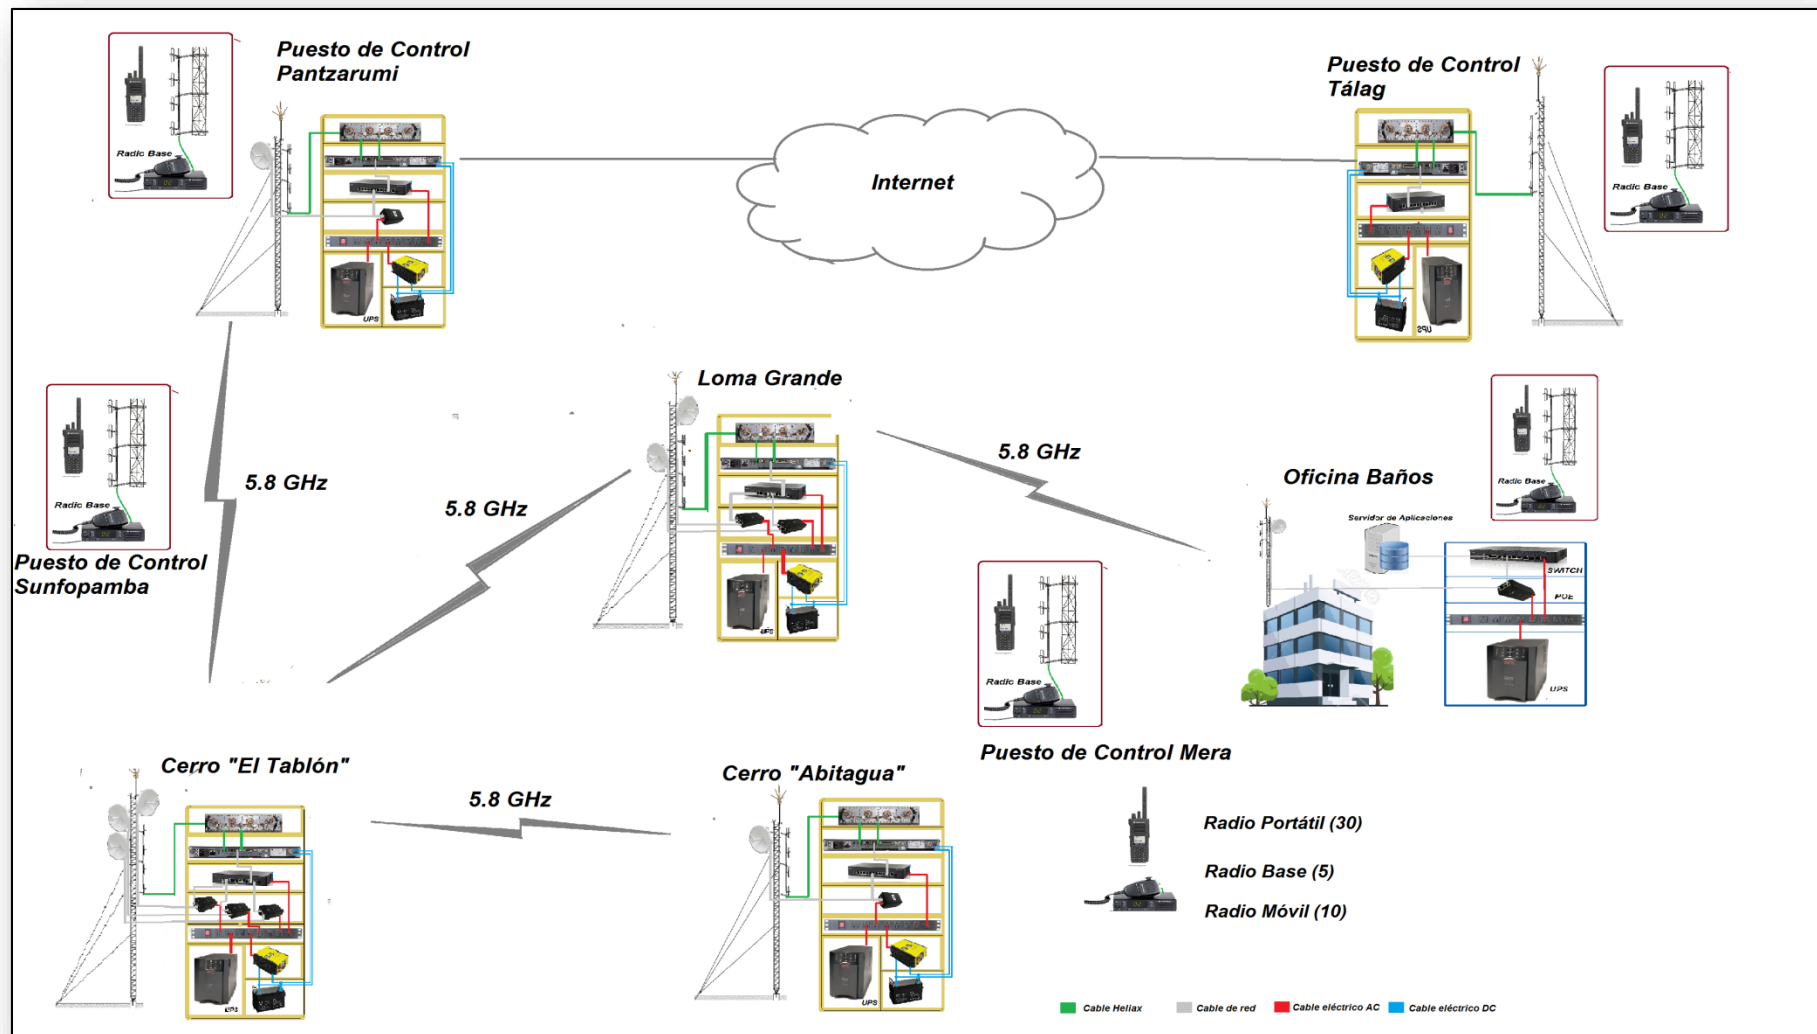 Puesto de Control
Pantzarumi
Radio Base
UPS
Internet
Puesto de Control
Tálag
Radio Base
UPS
Radio Base
Puesto de Control
Sunfopamba
5.8 GHz
5.8 GHz
Loma Grande
UPS
5.8 GHz
Oficina Baños
Radio Base
Servidor de Aplicaciones
SWITCH
POE
UPS
Radio Base
Puesto de Control Mera
Cerro "El Tablón"
UPS
5.8 GHz
Cerro "Abitagua"
UPS
Radio Portátil (30)
Radio Base (5)
Radio Móvil (10)
Cable Heliax
Cable de red
Cable eléctrico AC
Cable eléctrico DC